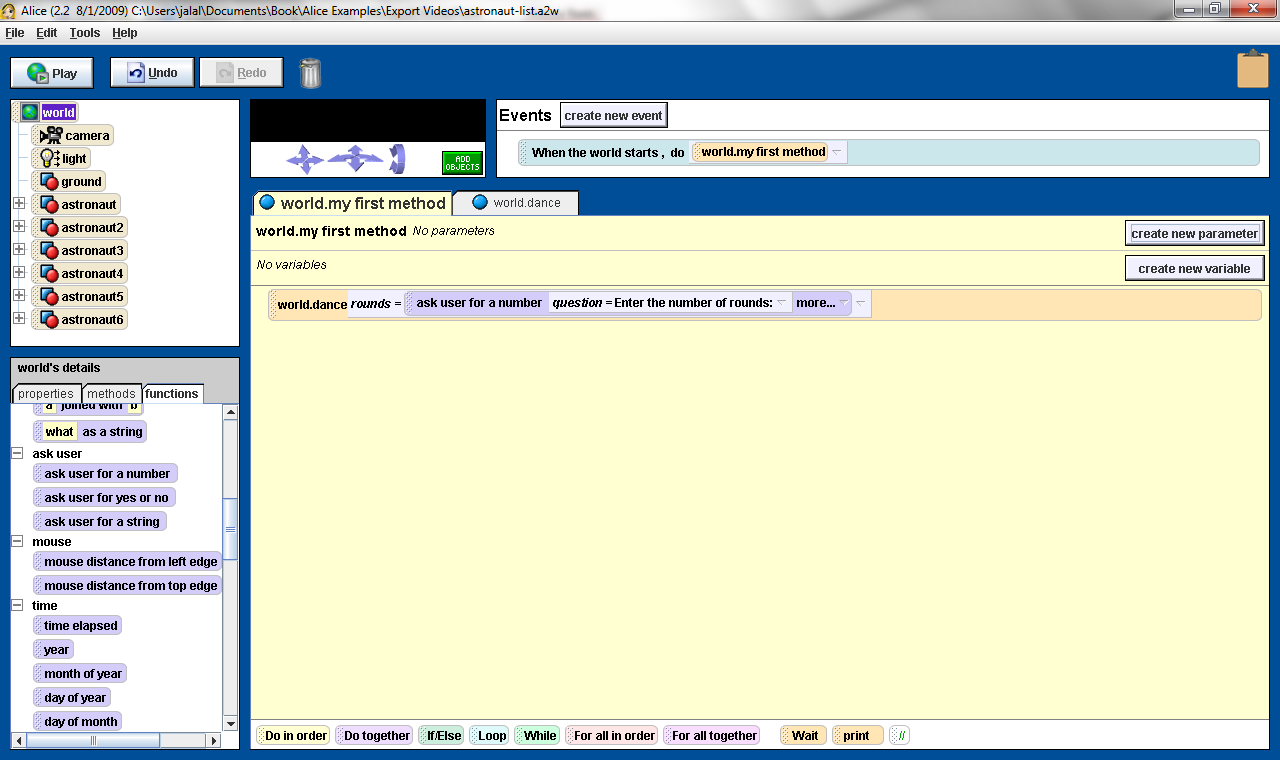 Alice (2.2 8/1/2009) C:\Users\jalal\Documents\Book\Alice Examples\Export Videos\astronaut-list.a2w
File Edit Tools Help
Play Undo Redo
world
camera
light
ground
astronaut
astronaut2
astronaut3
astronaut4
astronaut5
astronaut6
ADD
OBJECTS
Events create new event
When the world starts , do world.my first method
world's details
properties methods functions
a joined with b
what as a string
ask user
ask user for a number
ask user for yes or no
ask user for a string
mouse
mouse distance from left edge
mouse distance from top edge
time
time elapsed
year
month of year
day of year
day of month
world.my first method world.dance
world.my first method No parameters create new parameter
No variables create new variable
world.dance rounds = ask user for a number question = Enter the number of rounds: more...
Do in order Do together If/Else Loop While For all in order For all together Wait print //